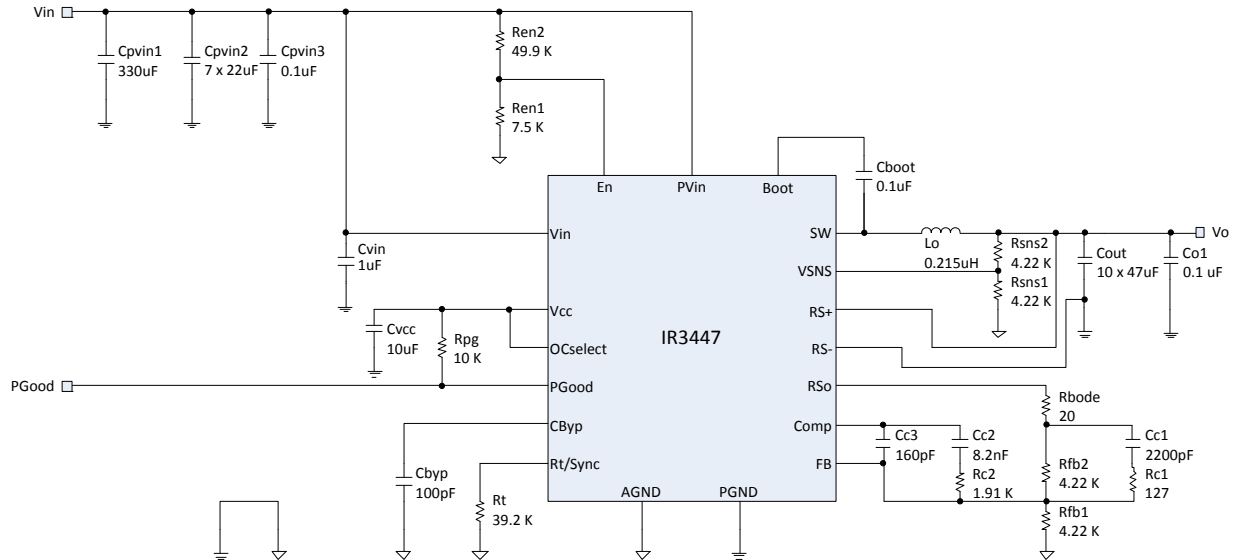 Vin
Cpvin1
330uF
Cpvin2
7 x 22uF
Cpvin3
0.1uF
Ren2
49.9 K
Ren1
7.5 K
Cboot
0.1uF
En
PVin
Boot
Vin
SW
Vo
Cvin
1uF
Lo
0.215uH
Rsns2
4.22 K
Rsns1
4.22 K
Cout
10 x 47uF
Co1
0.1 uF
VSNS
Vcc
RS+
Cvcc
10uF
Rpg
10 K
OCselect
IR3447
RS-
PGood
PGood
RSo
Rbode
20
CByp
Comp
Cc3
160pF
Cc2
8.2nF
Cc1
2200pF
Rt/Sync
FB
Cbyp
100pF
Rc2
1.91 K
Rfb2
4.22 K
Rc1
127
Rt
39.2 K
AGND
PGND
Rfb1
4.22 K